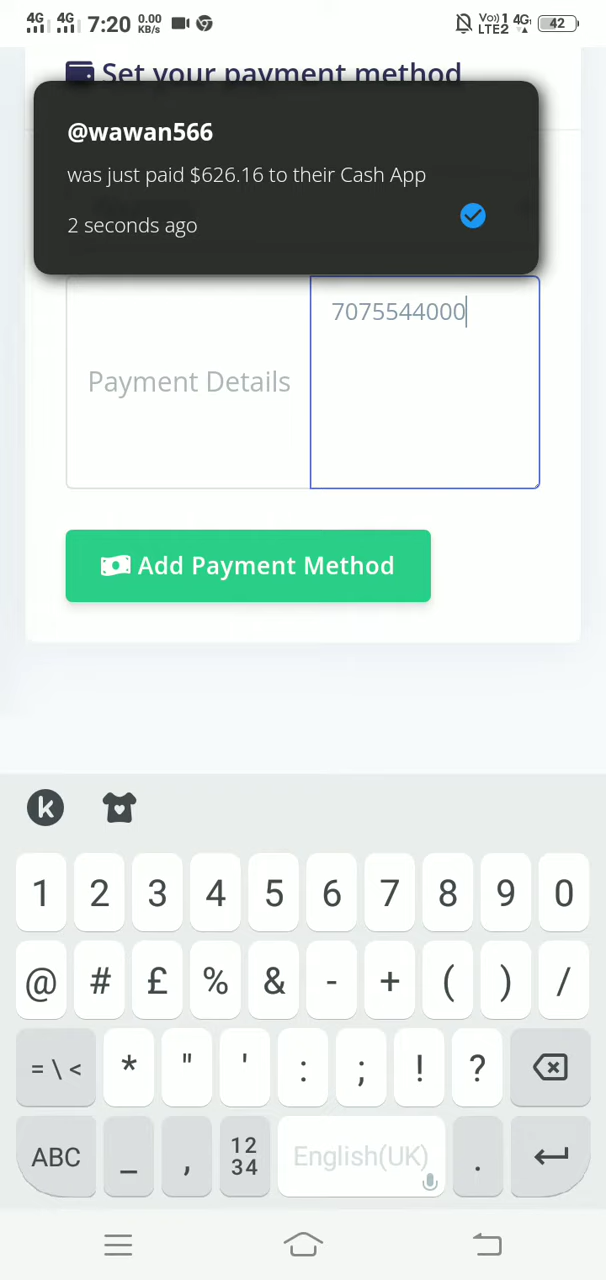 4G 4G 7:20 0.00 KB/s Vo) 1 LTE2 4G 42
Set your payment method
@wawan566
was just paid $626.16 to their Cash App
2 seconds ago
7075544000
Payment Details
Add Payment Method
k
1 2 3 4 5 6 7 8 9 0
@ # £ % & - + ( ) /
= \ < * " ' : ; ! ?
ABC _ , 12 34 English(UK) .